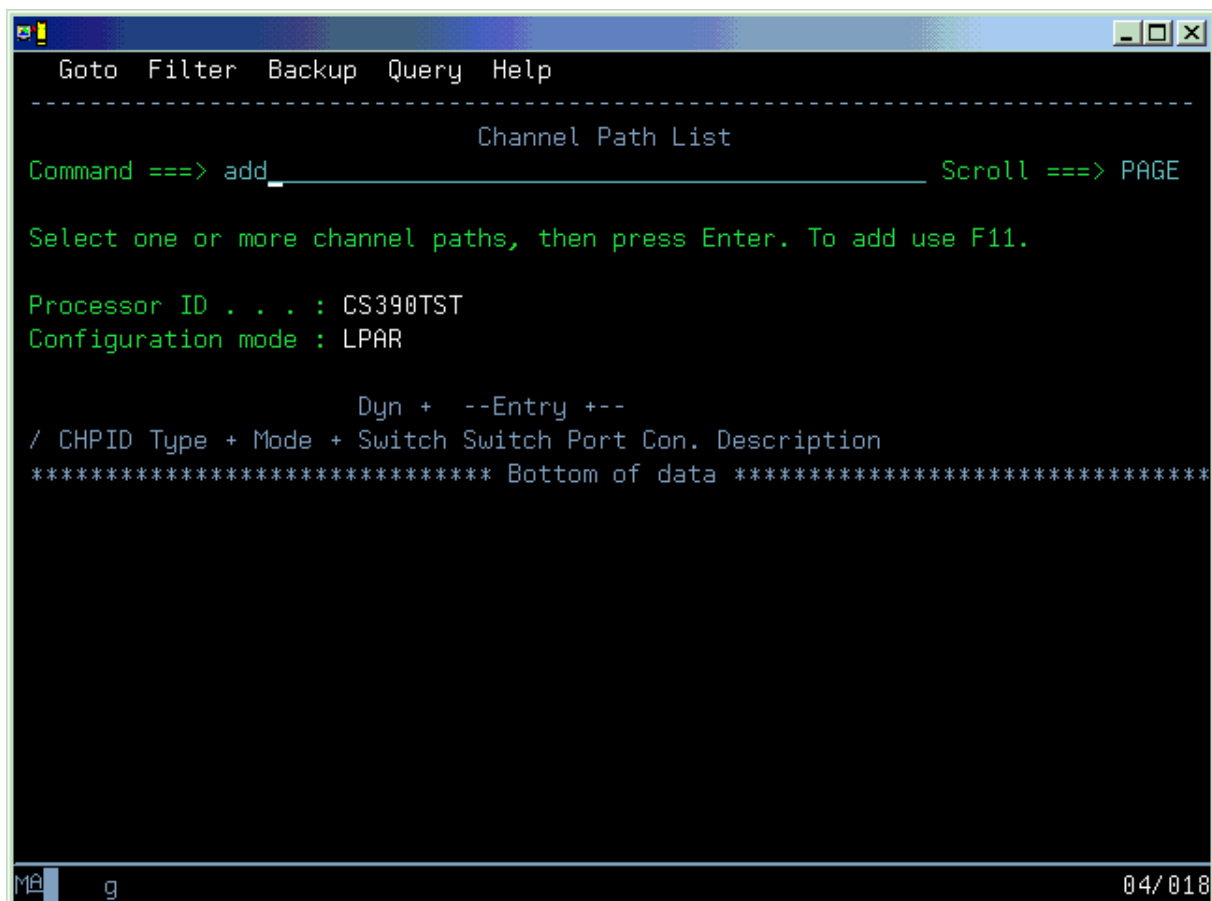 Goto Filter Backup Query Help
--------------------------------------------------------------------------------
Channel Path List
Command ===> add_____________________________________________ Scroll ===> PAGE
Select one or more channel paths, then press Enter. To add use F11.
Processor ID . . . . : CS390TST
Configuration mode : LPAR
Dyn + --Entry +--
/ CHPID Type + Mode + Switch Switch Port Con. Description
******************************* Bottom of data ********************************
MA g 04/018